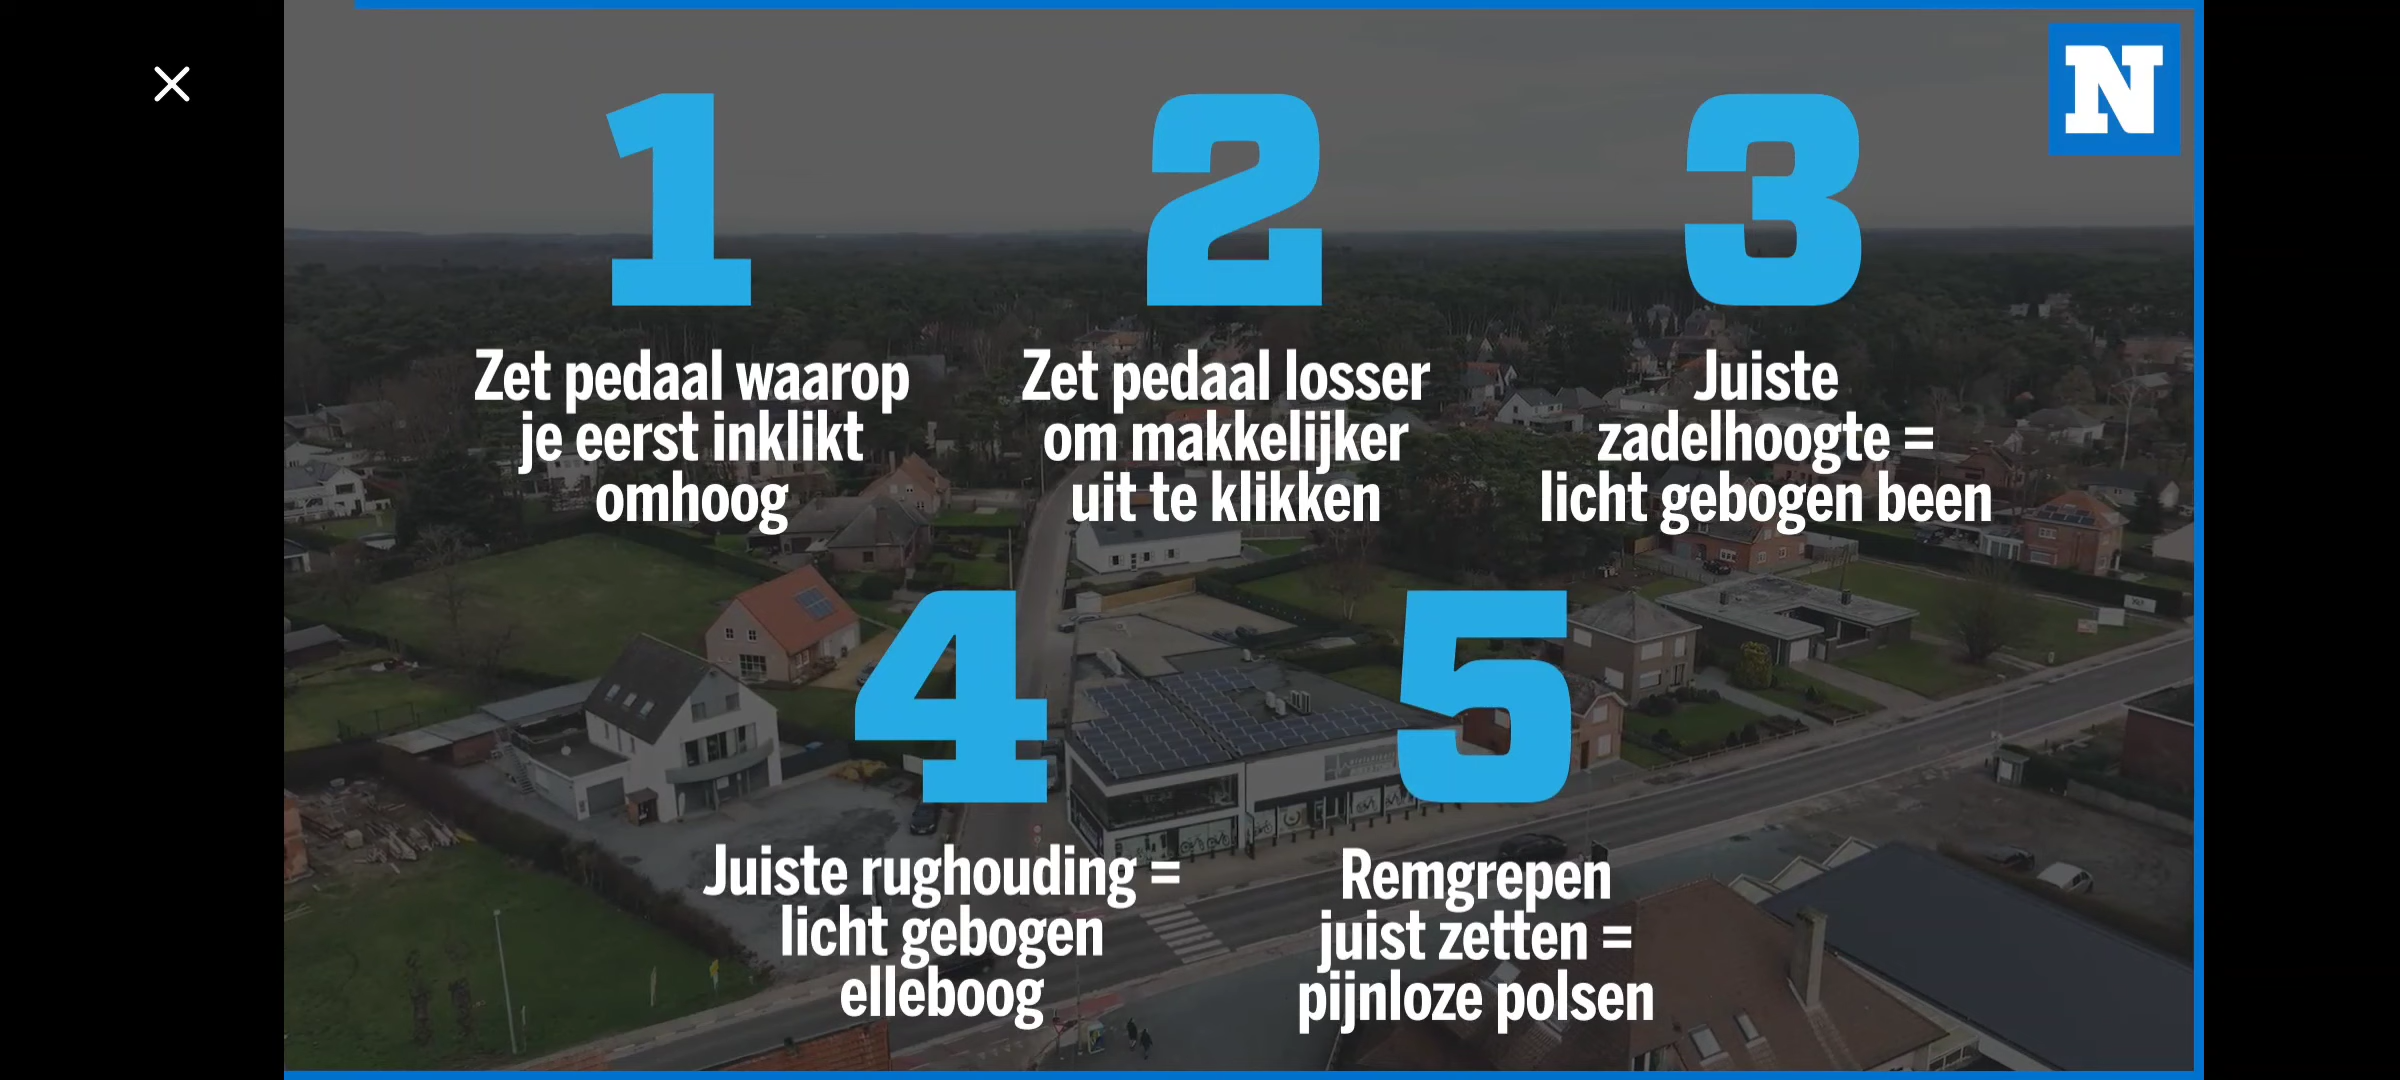 N
1
2
3
Zet pedaal waarop
je eerst inklikt
omhoog
Zet pedaal losser
om makkelijker
uit te klikken
Juiste
zadelhoogte =
licht gebogen been
4
5
Juiste rughouding =
licht gebogen
elleboog
Remgrepen
juist zetten =
pijnloze polsen